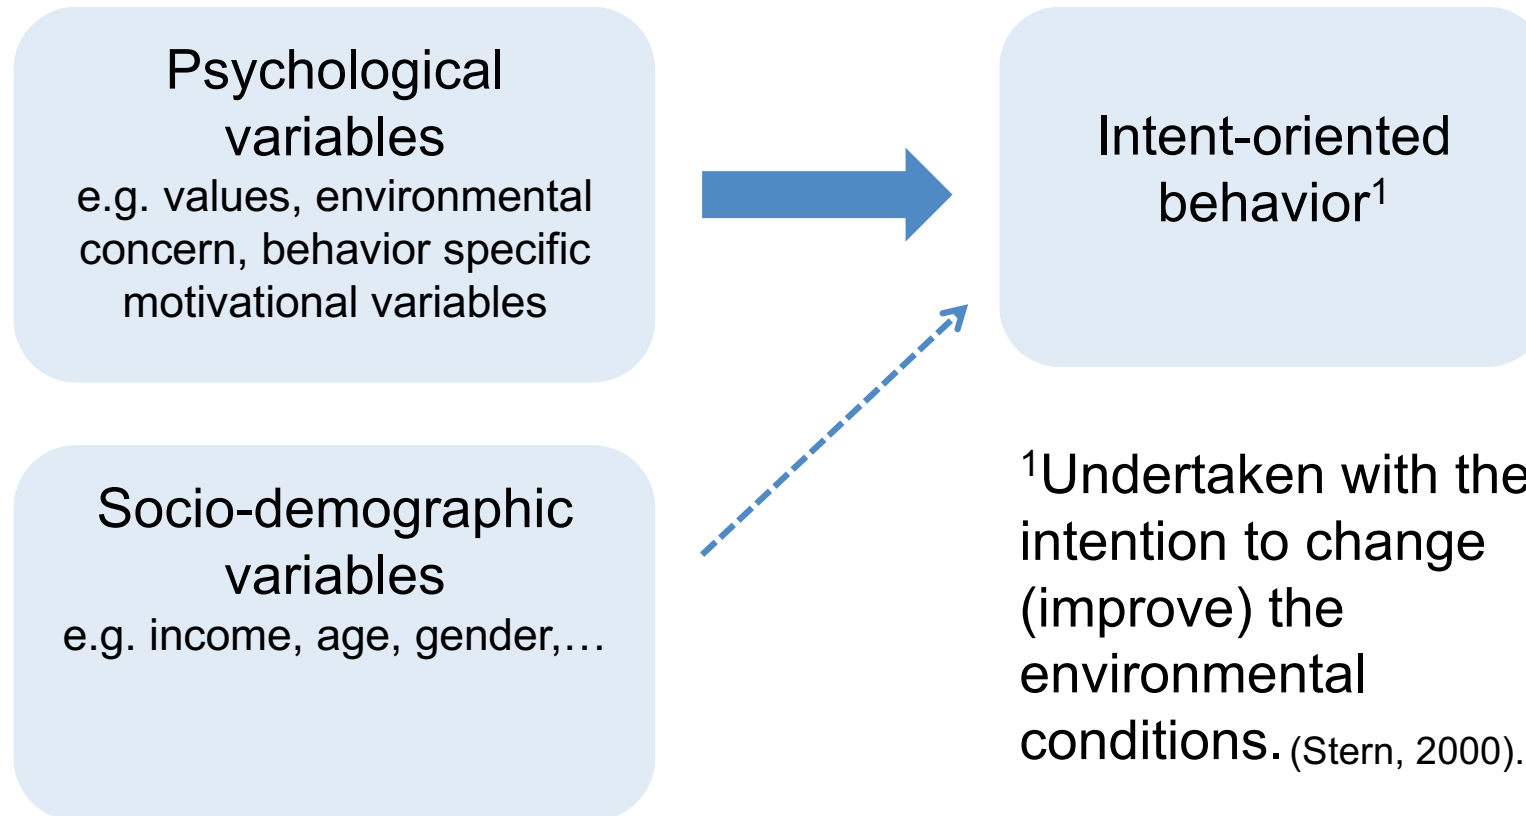 Psychological
variables
e.g. values, environmental
concern, behavior specific
motivational variables
Intent-oriented
behavior¹
Socio-demographic
variables
e.g. income, age, gender,…
¹Undertaken with the
intention to change
(improve) the
environmental
conditions. (Stern, 2000).